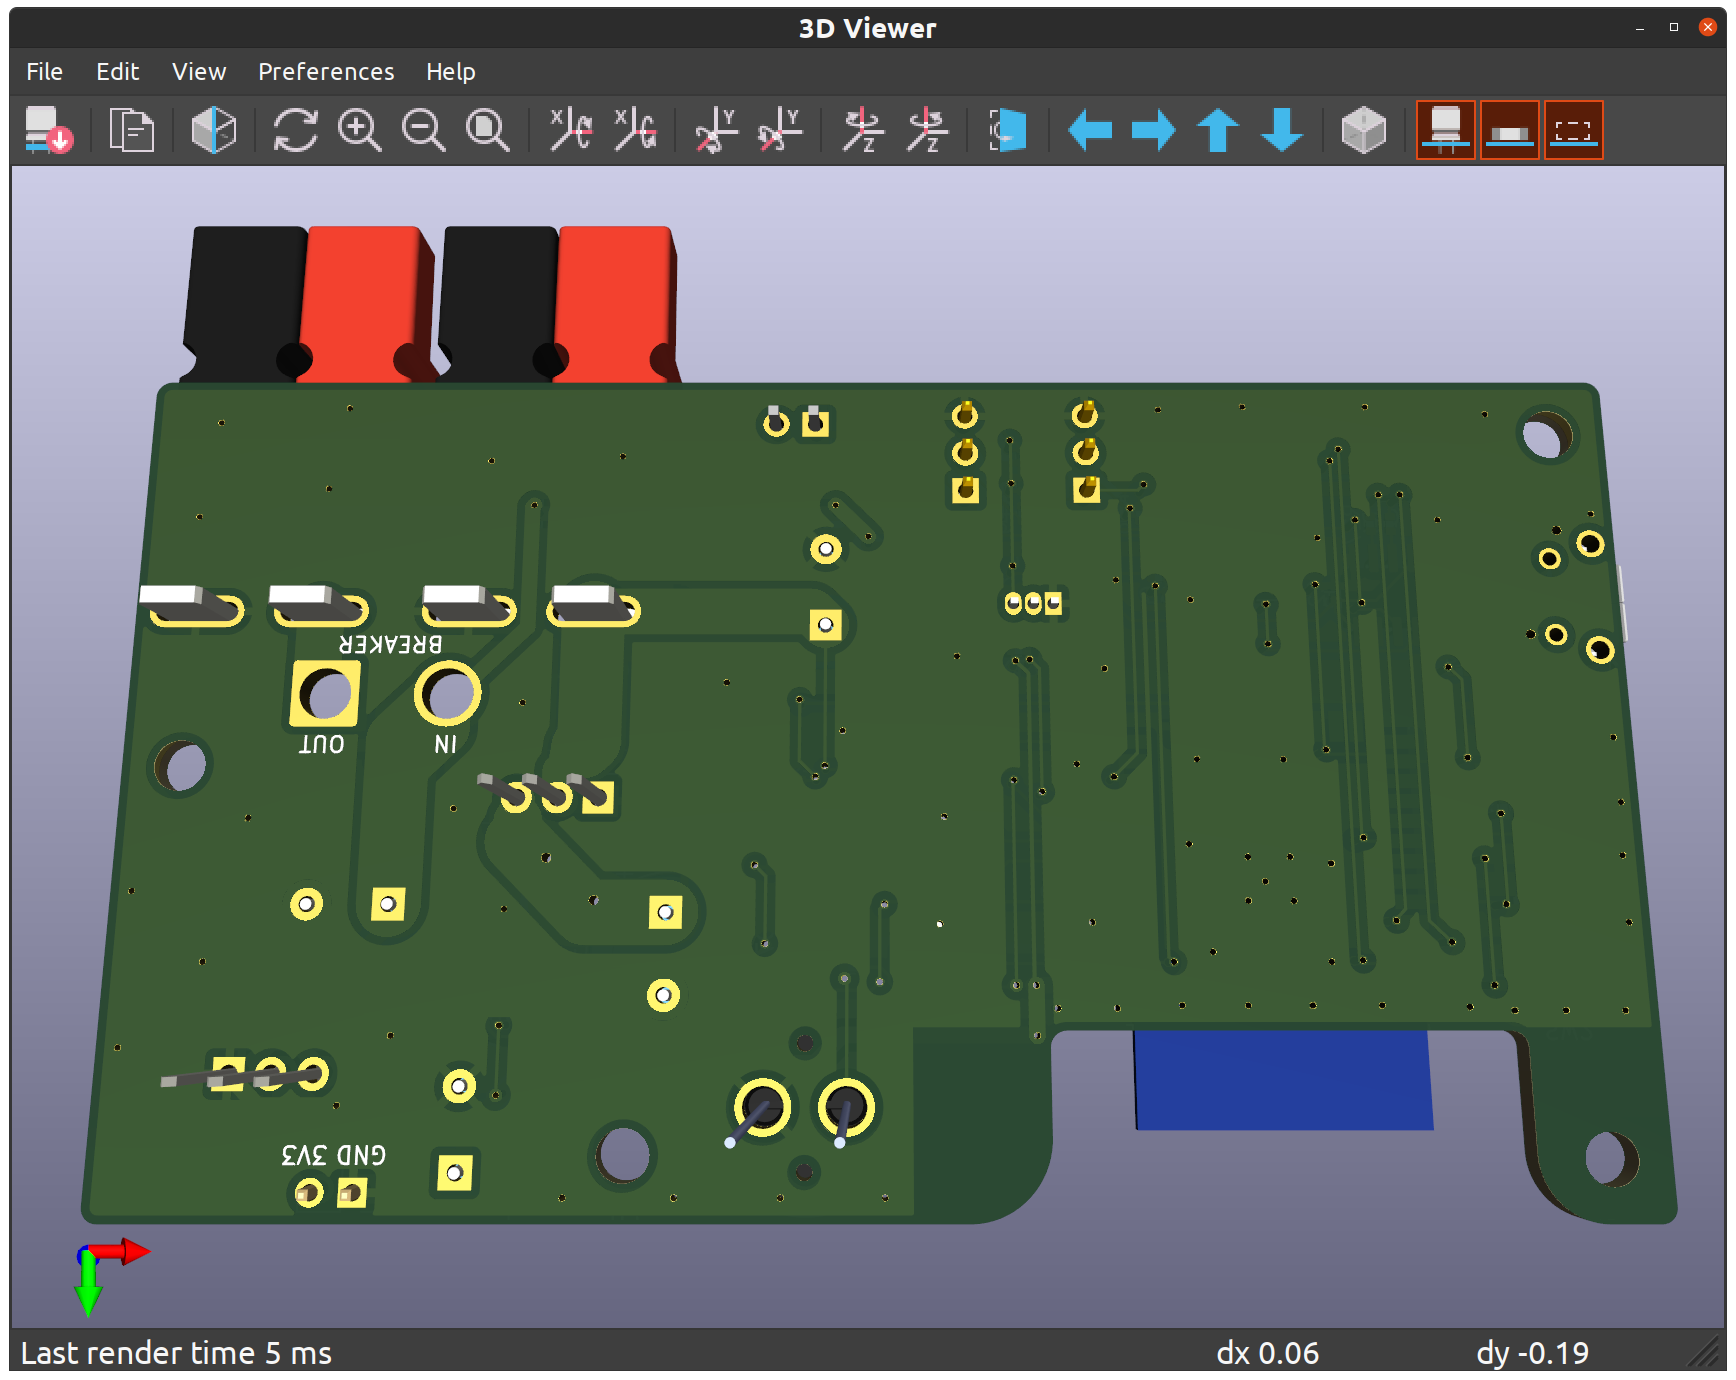 3D Viewer
File Edit View Preferences Help
X X Y Y Z Z
BREAKER
OUT IN
GND 3V3
Last render time 5 ms dx 0.06 dy -0.19